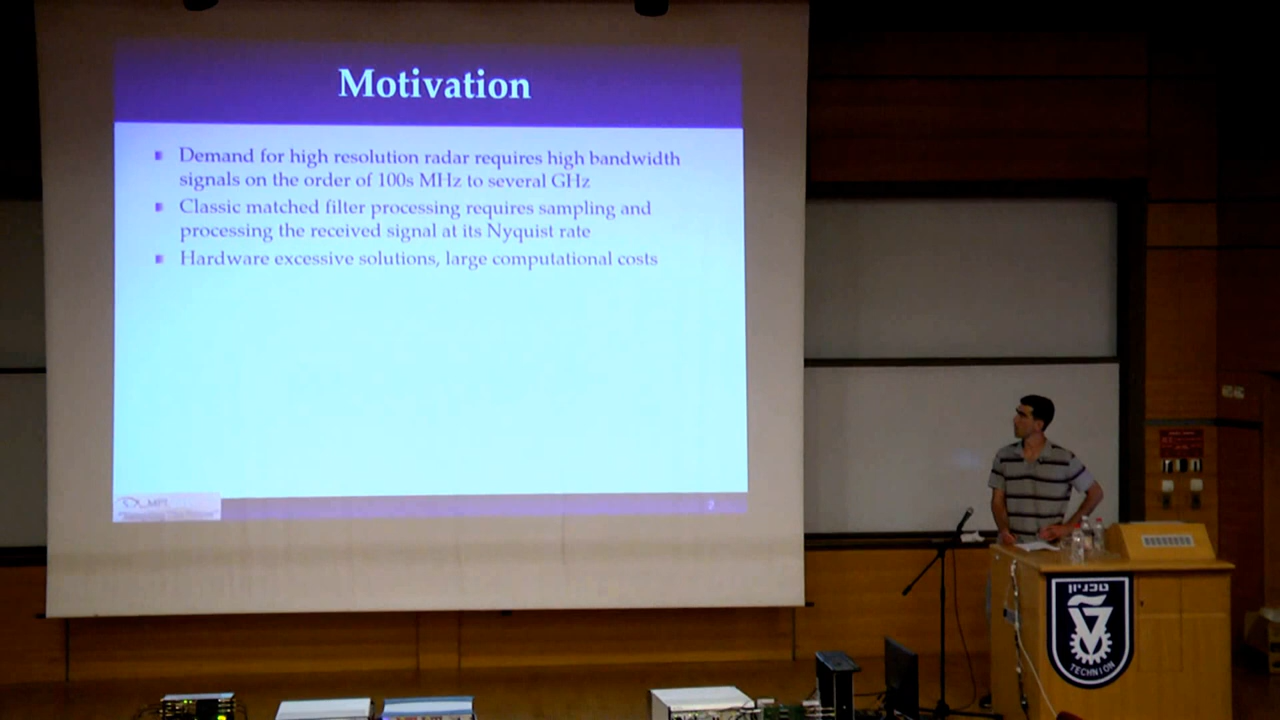 Motivation
Demand for high resolution radar requires high bandwidth
signals on the order of 100s MHz to several GHz
Classic matched filter processing requires sampling and
processing the received signal at its Nyquist rate
Hardware excessive solutions, large computational costs
2
טכניון
TECHNION